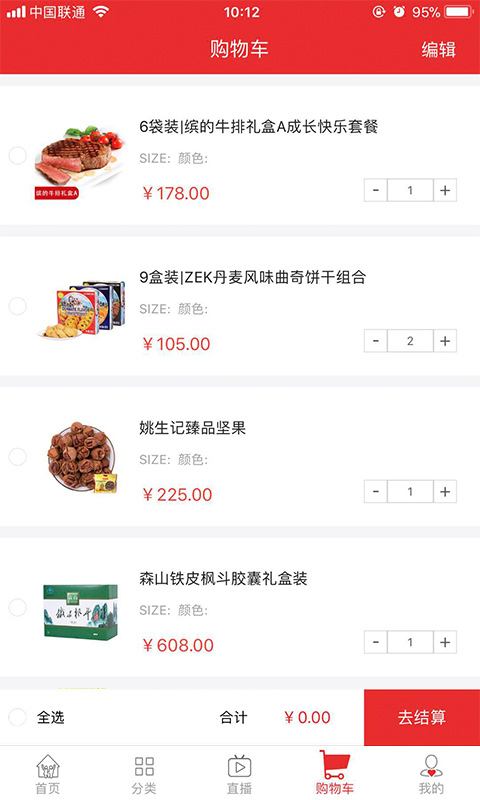 中国联通 10:12 95%
购物车 编辑
6袋装|缤的牛排礼盒A成长快乐套餐
SIZE: 颜色:
￥178.00 - 1 +
缤的牛排礼盒A
9盒装|ZEK丹麦风味曲奇饼干组合
SIZE: 颜色:
￥105.00 - 2 +
姚生记臻品坚果
SIZE: 颜色:
￥225.00 - 1 +
森山铁皮枫斗胶囊礼盒装
SIZE: 颜色:
￥608.00 - 1 +
全选 合计 ￥0.00 去结算
首页 分类 直播 购物车 我的